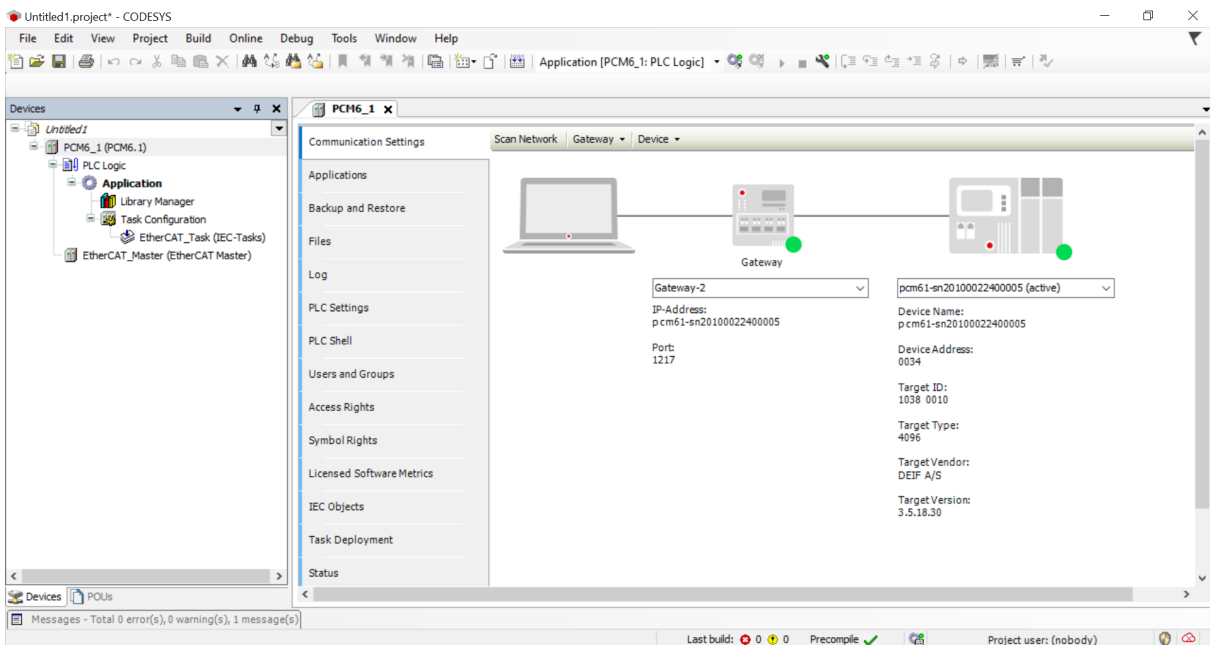 Untitled1.project* - CODESYS
File Edit View Project Build Online Debug Tools Window Help
Application [PCM6_1: PLC Logic]
Devices
PCM6_1
Untitled1
PCM6_1 (PCM6.1)
PLC Logic
Application
Library Manager
Task Configuration
EtherCAT_Task (IEC-Tasks)
EtherCAT_Master (EtherCAT Master)
Devices
POUs
Communication Settings
Applications
Backup and Restore
Files
Log
PLC Settings
PLC Shell
Users and Groups
Access Rights
Symbol Rights
Licensed Software Metrics
IEC Objects
Task Deployment
Status
Scan Network Gateway Device
Gateway
Gateway-2
IP-Address:
pcm61-sn20100022400005
Port:
1217
pcm61-sn20100022400005 (active)
Device Name:
pcm61-sn20100022400005
Device Address:
0034
Target ID:
1038 0010
Target Type:
4096
Target Vendor:
DEIF A/S
Target Version:
3.5.18.30
Messages - Total 0 error(s), 0 warning(s), 1 message(s)
Last build: 0 0 Precompile Project user: (nobody)